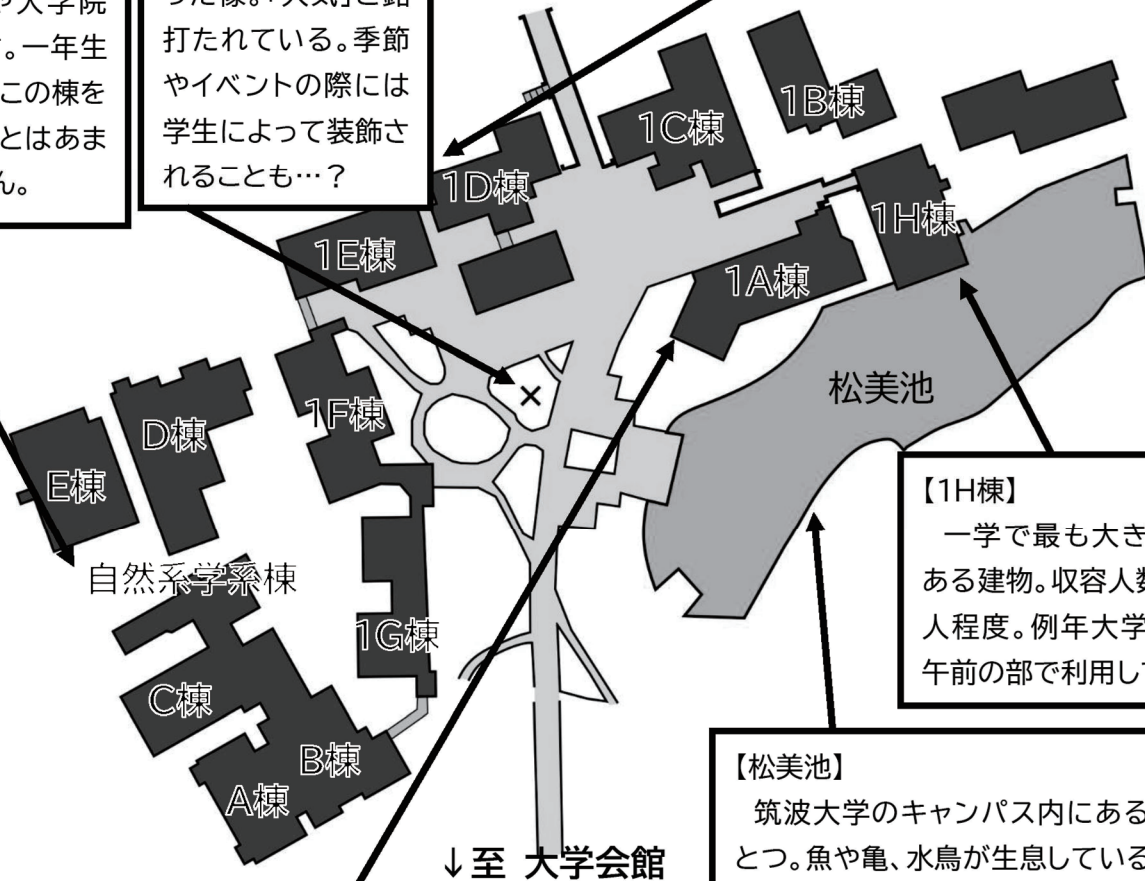 や大学院
。一年生
この棟を
とはあま
ん。
打たれている。季節
やイベントの際には
学生によって装飾さ
れることも…？
1B棟
1C棟
1D棟
1H棟
1E棟
1A棟
松美池
1F棟
D棟
E棟
自然系学系棟
1G棟
C棟
B棟
A棟
【1H棟】
一学で最も大き
ある建物。収容人数
人程度。例年大学
午前の部で利用して
【松美池】
筑波大学のキャンパス内にある
とつ。魚や亀、水鳥が生息している
↓至 大学会館